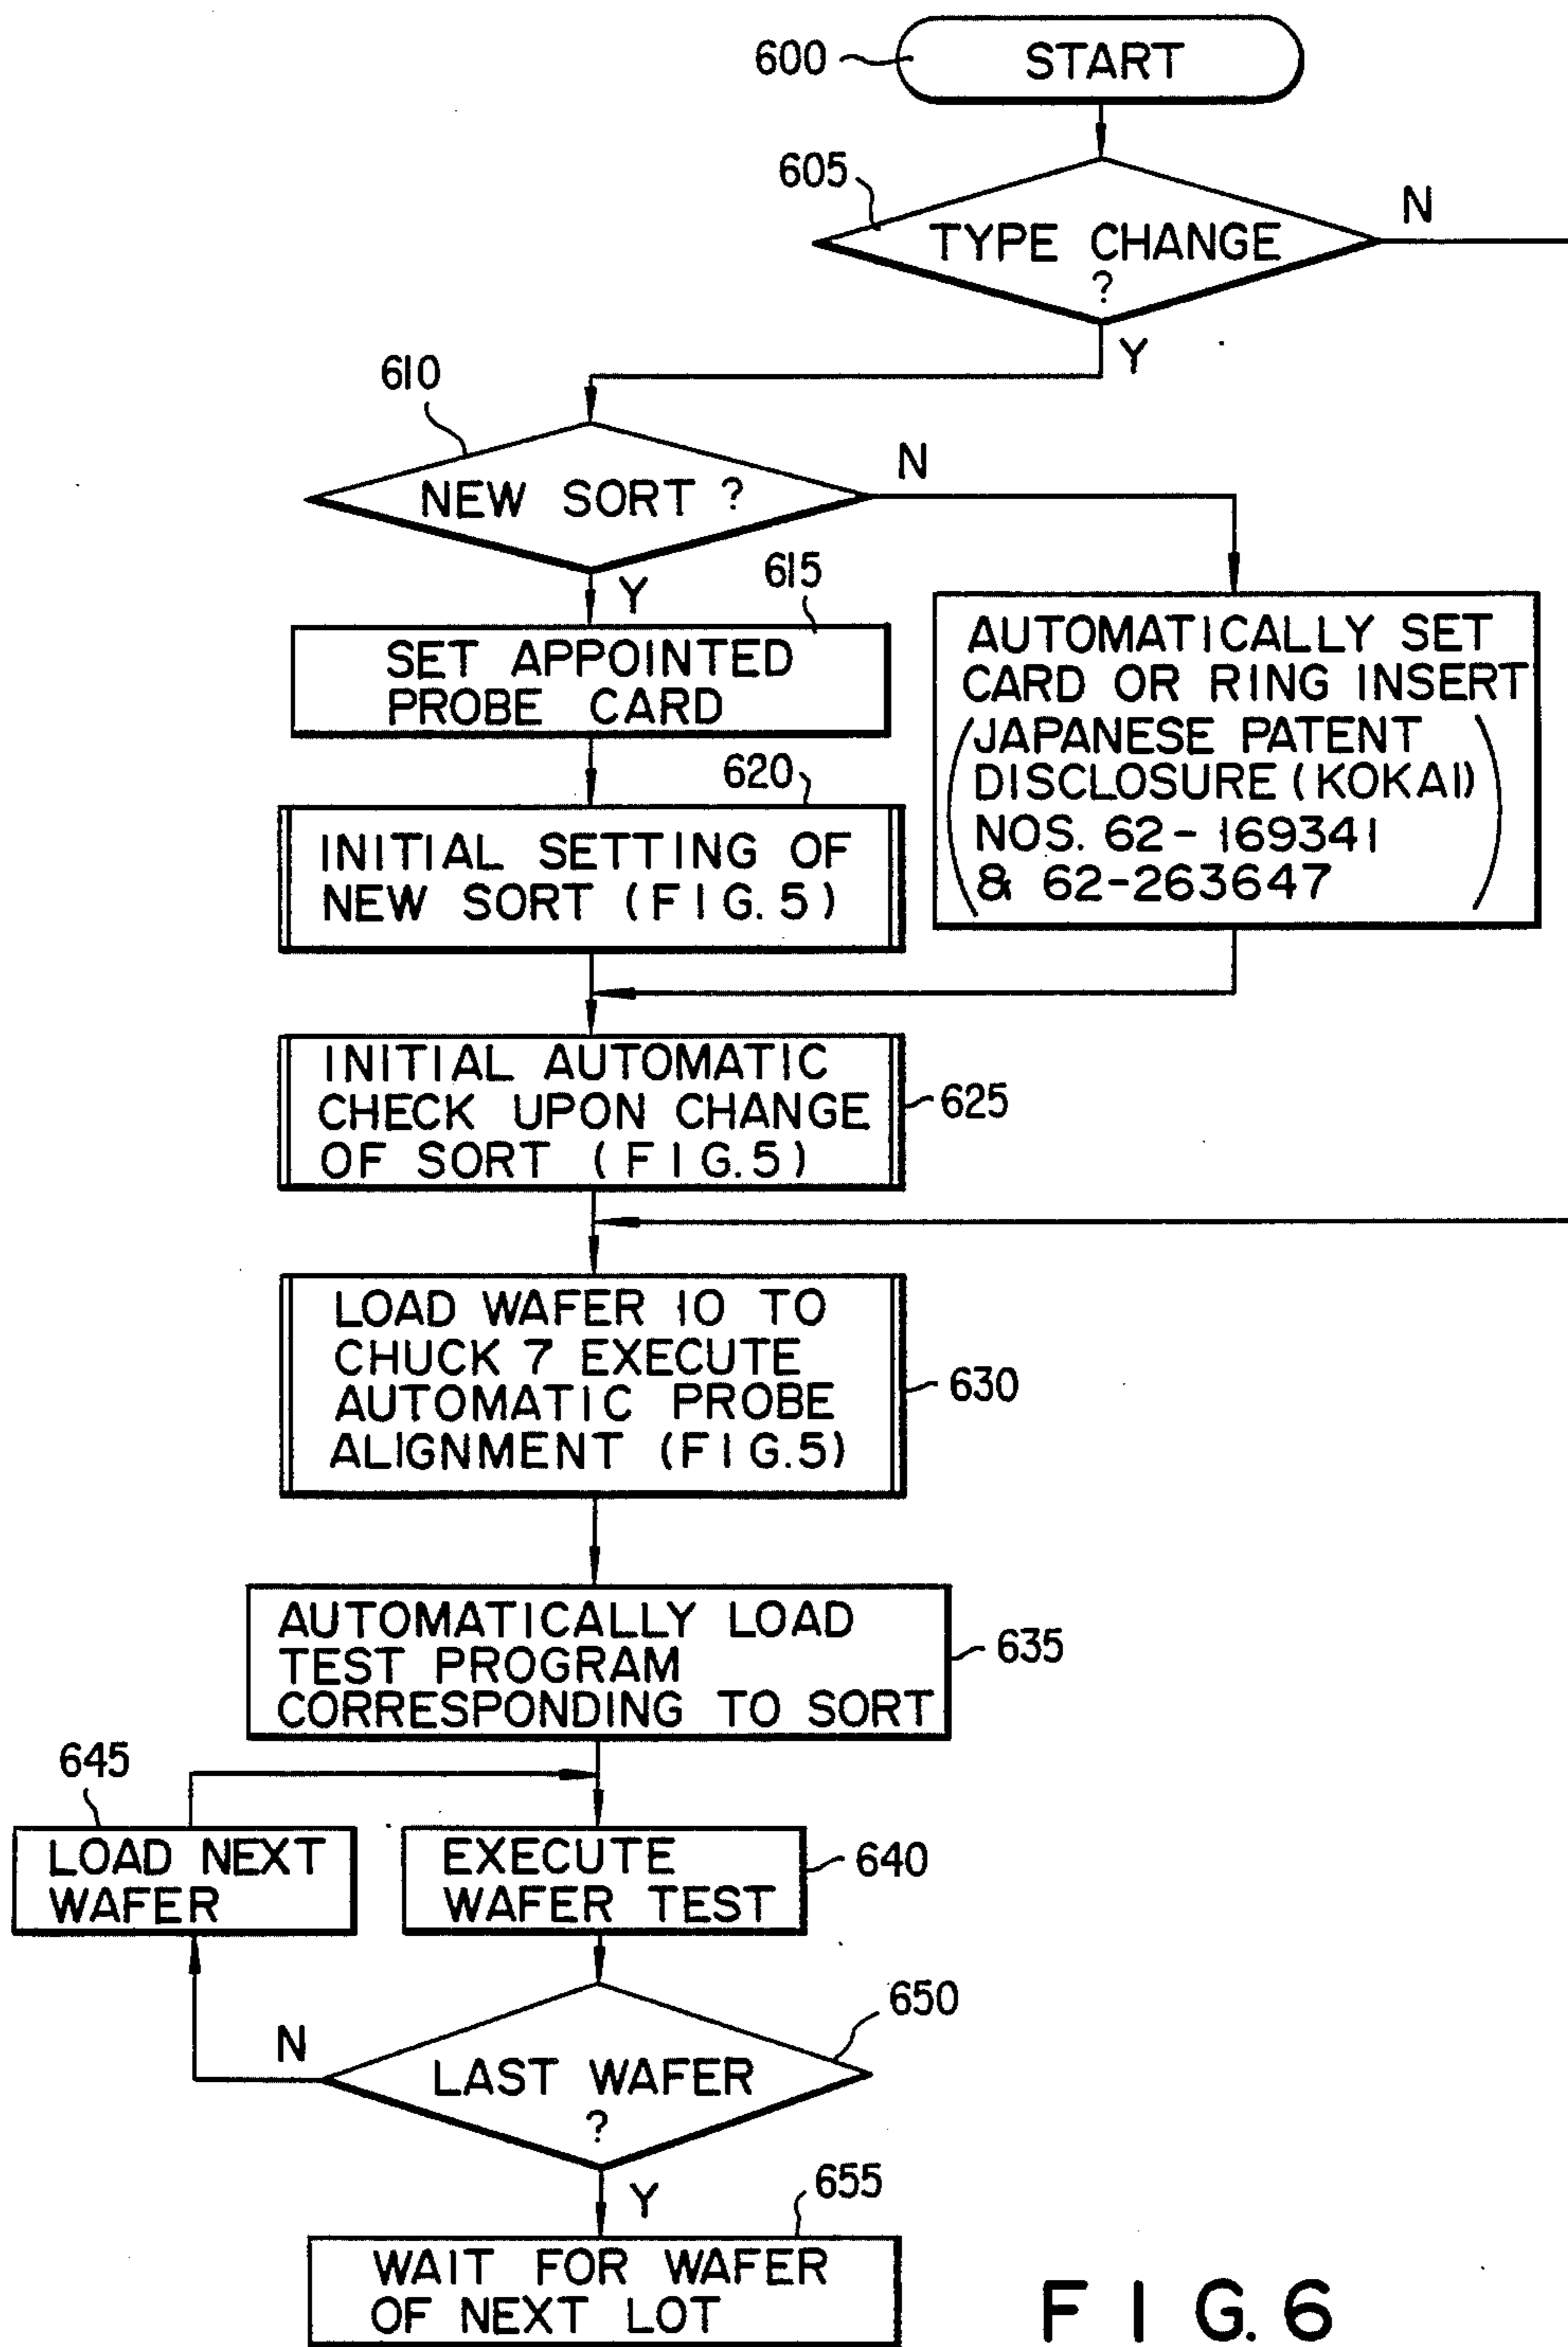 600
START
605
TYPE CHANGE
?
N
Y
610
NEW SORT ?
N
Y
615
SET APPOINTED
PROBE CARD
AUTOMATICALLY SET
CARD OR RING INSERT
(JAPANESE PATENT
DISCLOSURE (KOKAI)
NOS. 62-169341
& 62-263647)
620
INITIAL SETTING OF
NEW SORT (FIG. 5)
INITIAL AUTOMATIC
CHECK UPON CHANGE
OF SORT (FIG. 5)
625
LOAD WAFER 10 TO
CHUCK 7 EXECUTE
AUTOMATIC PROBE
ALIGNMENT (FIG. 5)
630
AUTOMATICALLY LOAD
TEST PROGRAM
CORRESPONDING TO SORT
635
645
LOAD NEXT
WAFER
EXECUTE
WAFER TEST
640
650
N
LAST WAFER
?
Y
655
WAIT FOR WAFER
OF NEXT LOT
FIG. 6